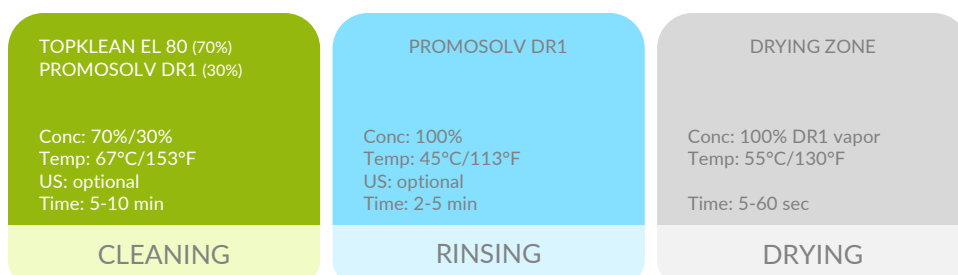 TOPKLEAN EL 80 (70%)
PROMOSOLV DR1 (30%)
Conc: 70%/30%
Temp: 67°C/153°F
US: optional
Time: 5-10 min
CLEANING
PROMOSOLV DR1
Conc: 100%
Temp: 45°C/113°F
US: optional
Time: 2-5 min
RINSING
DRYING ZONE
Conc: 100% DR1 vapor
Temp: 55°C/130°F
Time: 5-60 sec
DRYING